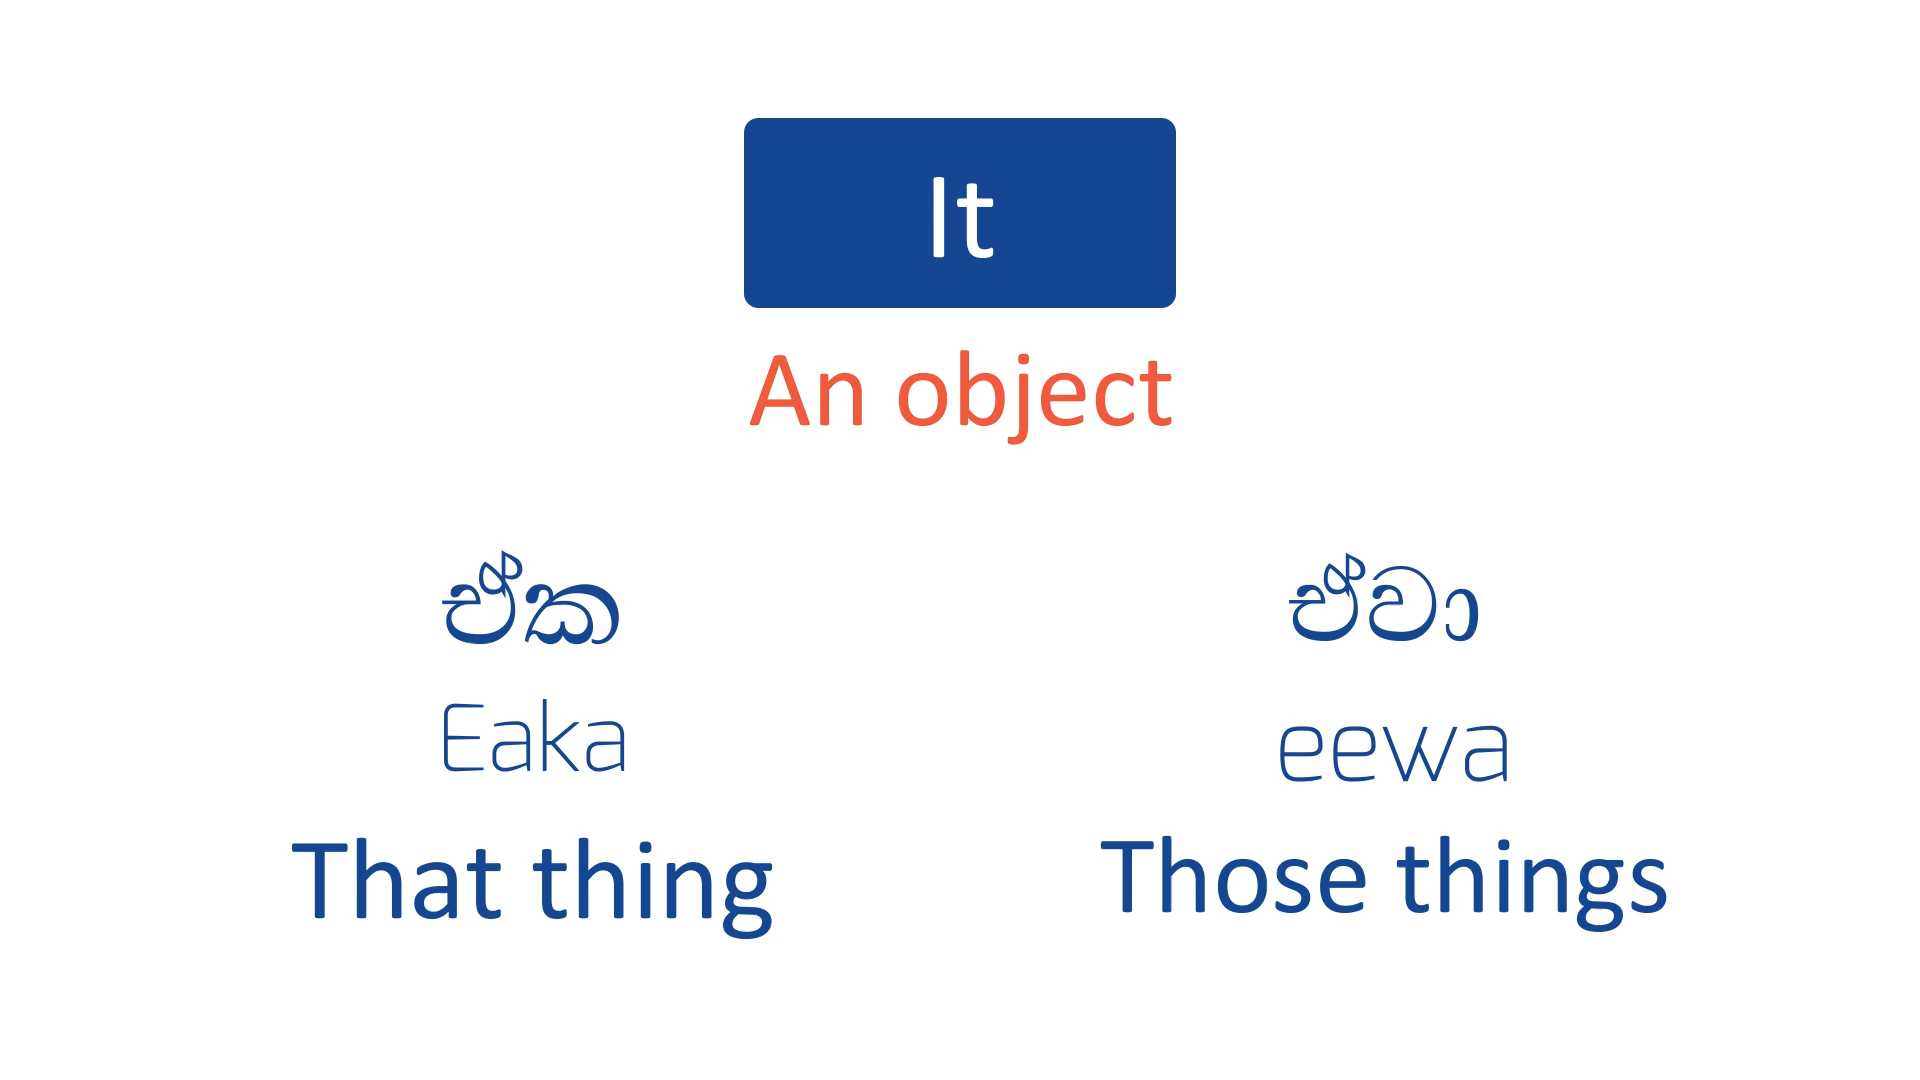 It
An object
ඒක
Eaka
That thing
ඒවා
eewa
Those things